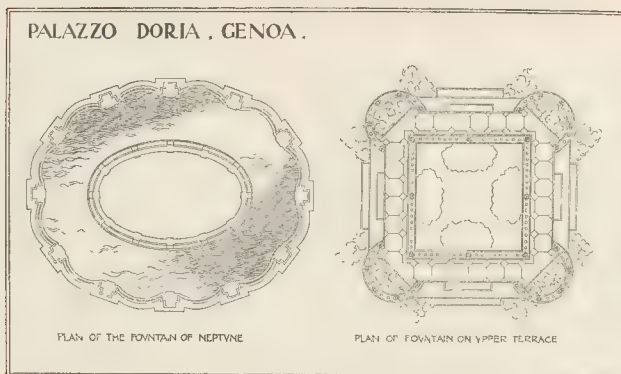 PALAZZO DORIA . GENOA .
PLAN OF THE FOVNTAIN OF NEPTVNE
PLAN OF FOVNTAIN ON VPPER TERRACE